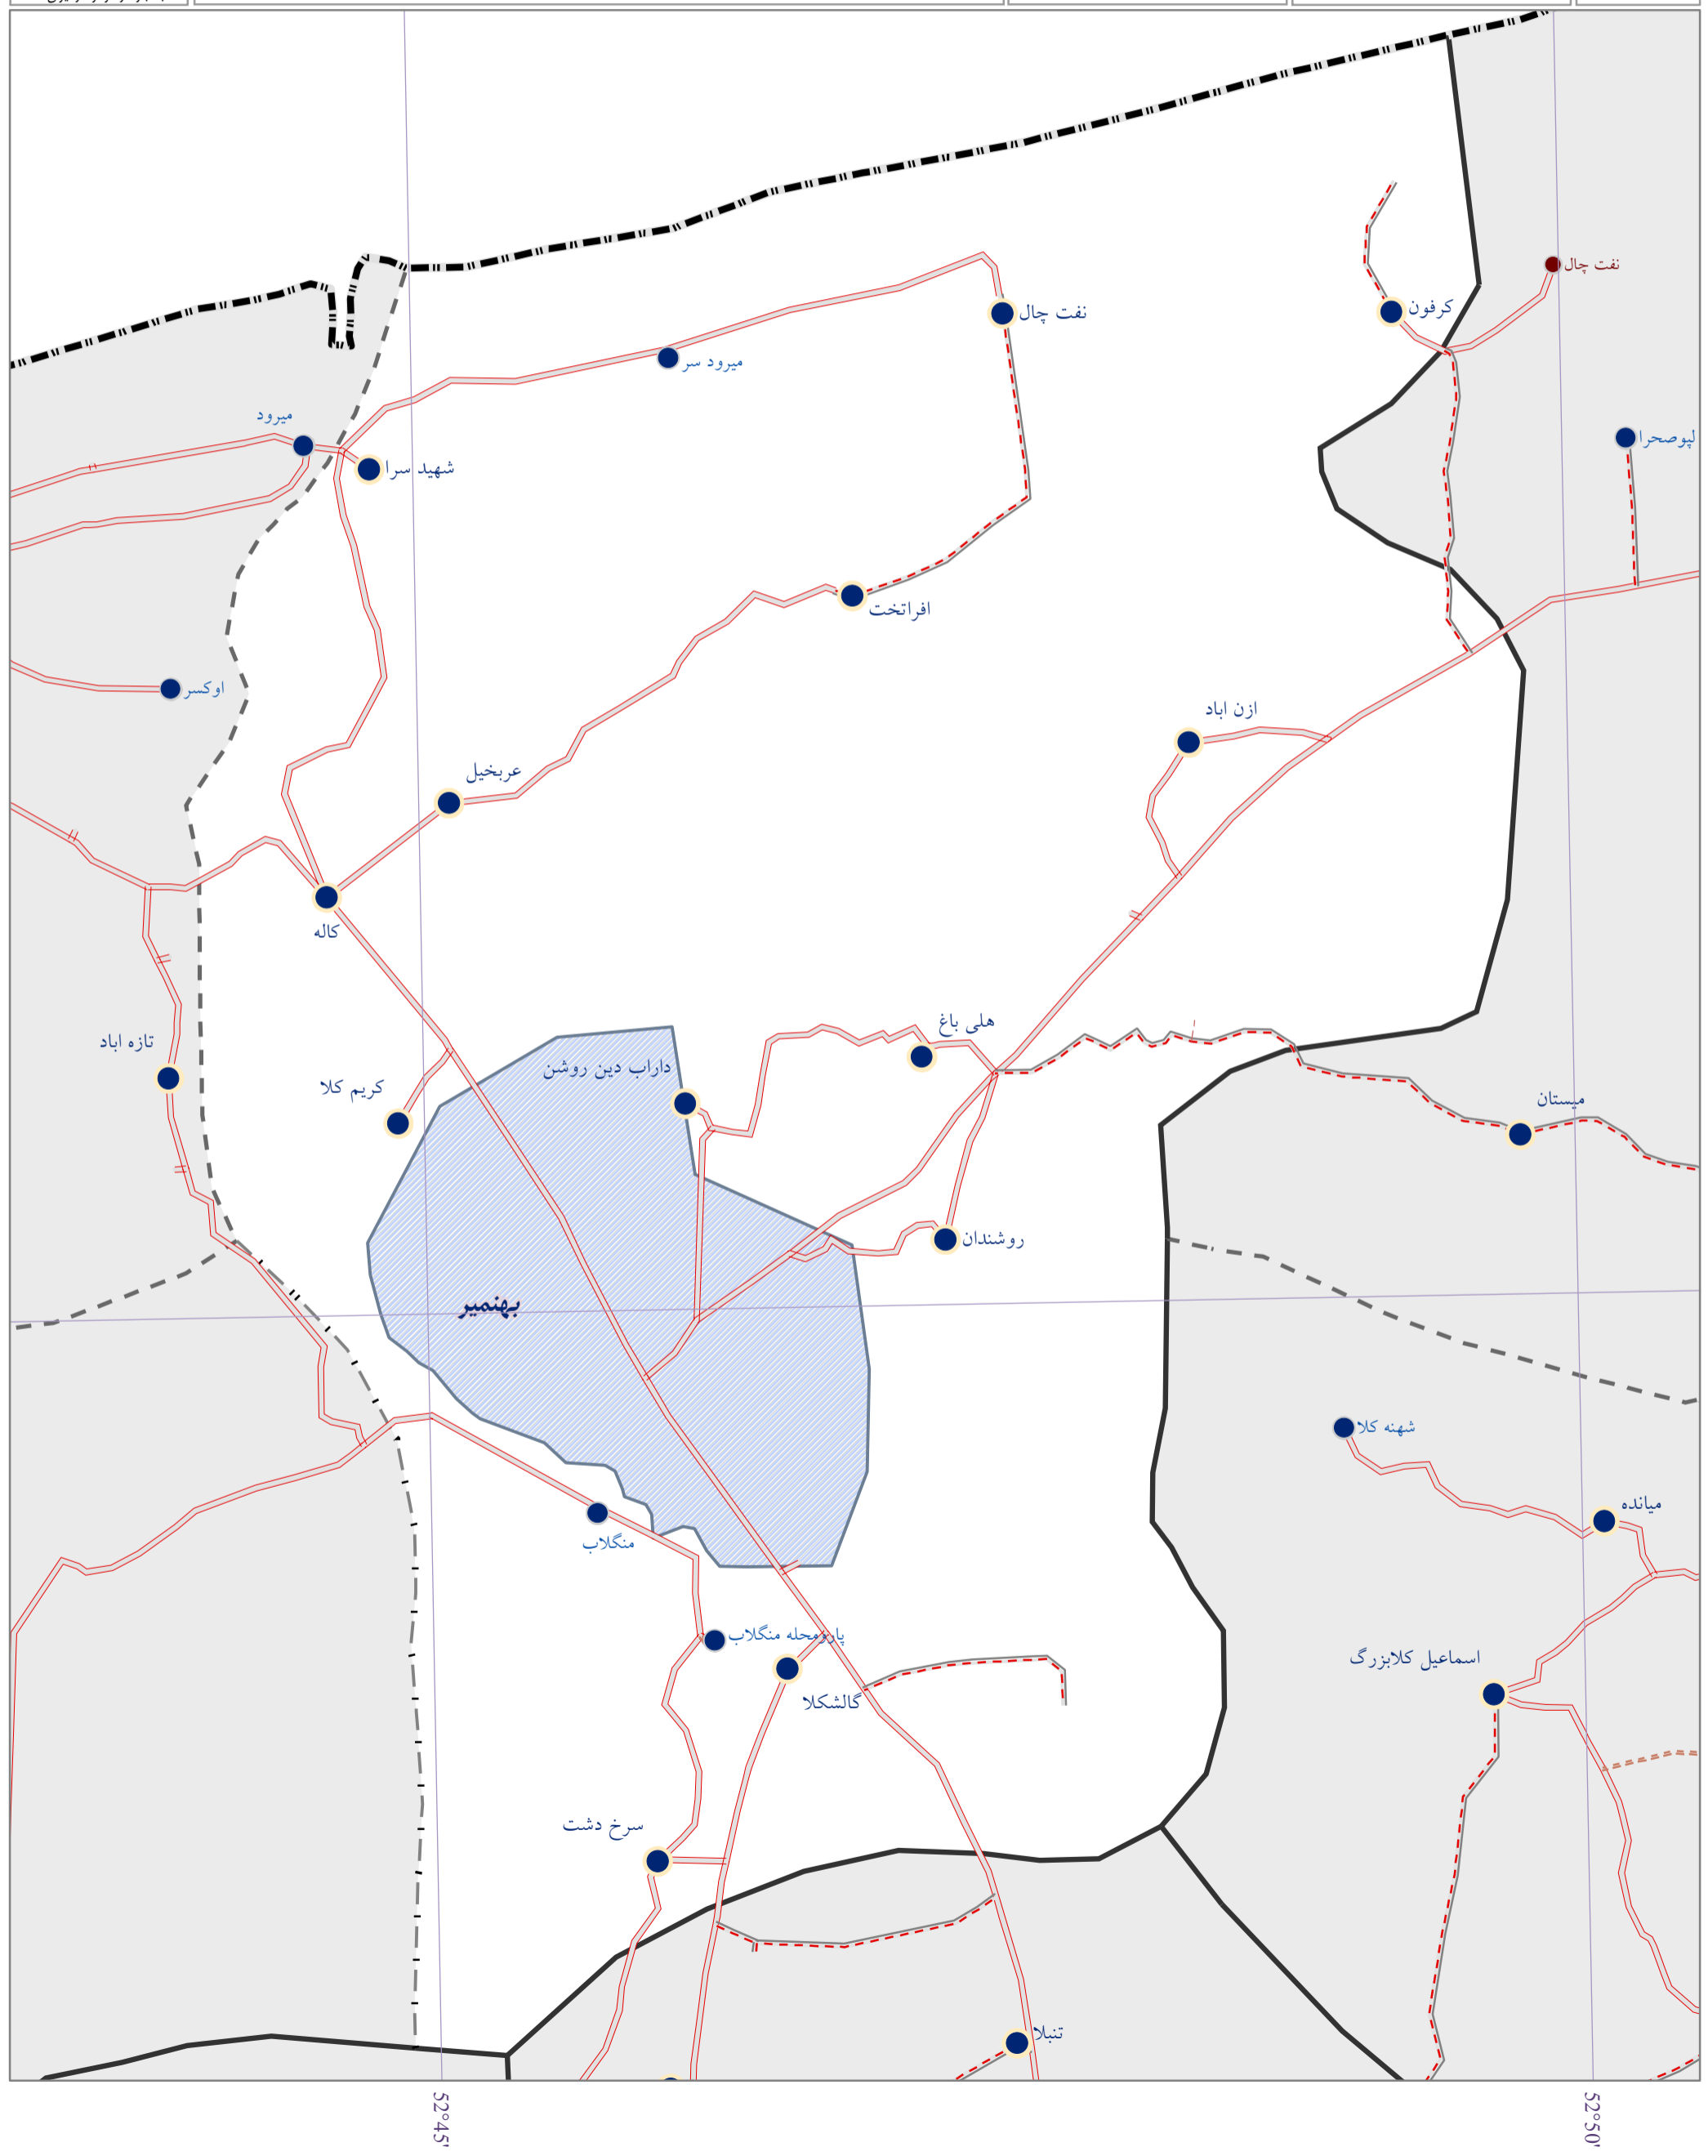 نفت چال
کرفون
نفت چال
میرود سر
میرود
لپوصحرا
شهید سرا
افراتخت
اوکسر
ازن اباد
عربخیل
کاله
هلی باغ
تازه اباد
داراب دین روشن
کریم کلا
میستان
روشندان
بهنمیر
شهنه کلا
میانده
منگلاب
پارومحله منگلاب
اسماعیل کلابزرگ
گالشکلا
سرخ دشت
تنبلا
52°45'
52°50'